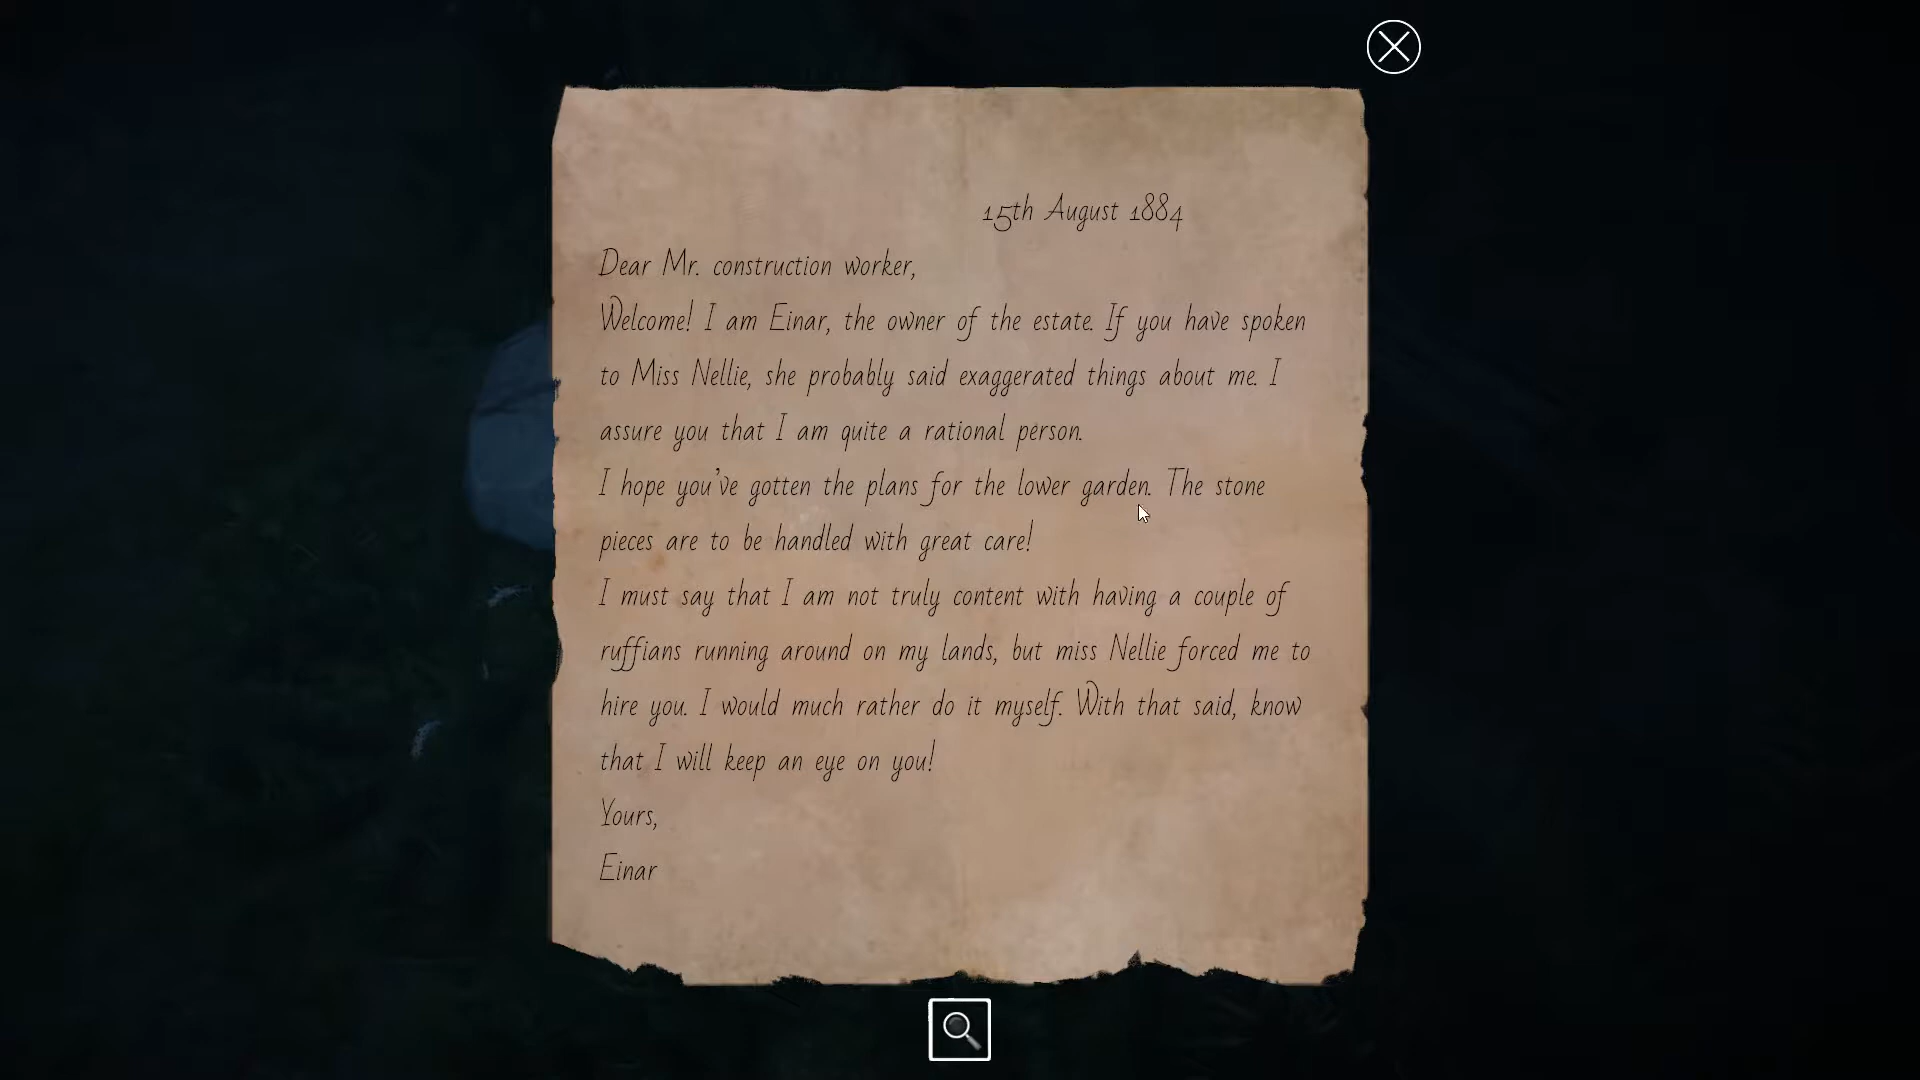 15th August 1884
Dear Mr. construction worker,
Welcome! I am Einar, the owner of the estate. If you have spoken
to Miss Nellie, she probably said exaggerated things about me. I
assure you that I am quite a rational person.
I hope you've gotten the plans for the lower garden. The stone
pieces are to be handled with great care!
I must say that I am not truly content with having a couple of
ruffians running around on my lands, but miss Nellie forced me to
hire you. I would much rather do it myself. With that said, know
that I will keep an eye on you!
Yours,
Einar